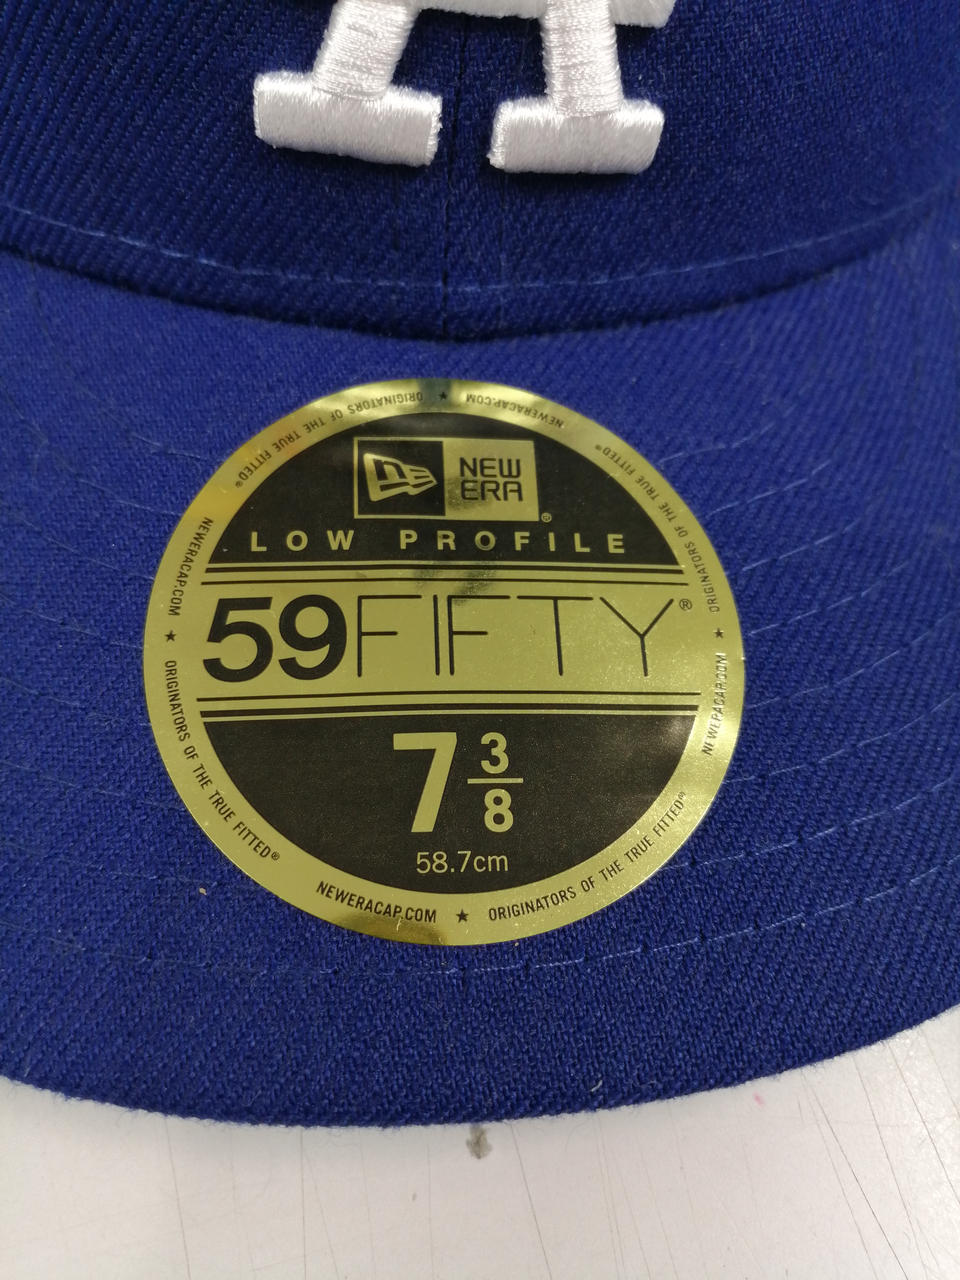 NEW
ERA®
LOW PROFILE
59FIFTY®
7 3/8
58.7cm
NEWERACAP.COM ★ ORIGINATORS OF THE TRUE FITTED®
NEWERACAP.COM ★ ORIGINATORS OF THE TRUE FITTED®
NEWERACAP.COM ★ ORIGINATORS OF THE TRUE FITTED®
NEWERACAP.COM ★ ORIGINATORS OF THE TRUE FITTED®